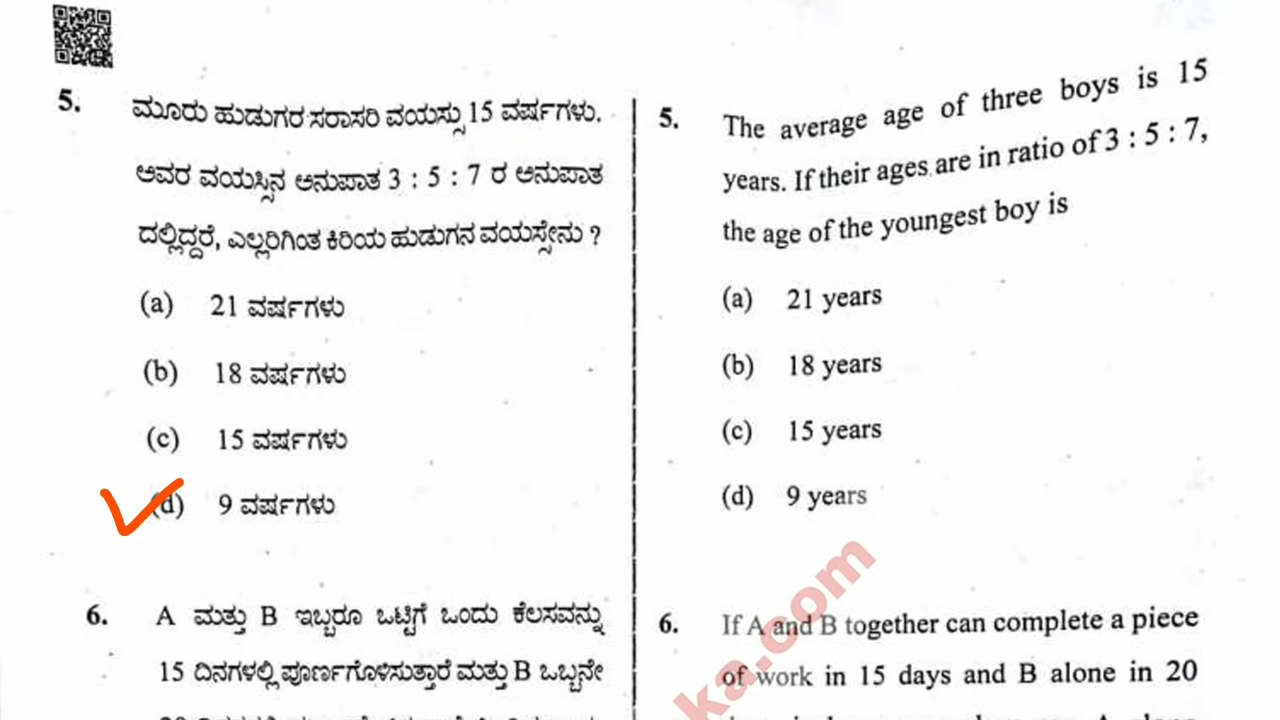 5. ಮೂರು ಹುಡುಗರ ಸರಾಸರಿ ವಯಸ್ಸು 15 ವರ್ಷಗಳು.
ಅವರ ವಯಸ್ಸಿನ ಅನುಪಾತ 3 : 5 : 7 ರ ಅನುಪಾತ
ದಲ್ಲಿದ್ದರೆ, ಎಲ್ಲರಿಗಿಂತ ಕಿರಿಯ ಹುಡುಗನ ವಯಸ್ಸೇನು ?
(a) 21 ವರ್ಷಗಳು
(b) 18 ವರ್ಷಗಳು
(c) 15 ವರ್ಷಗಳು
(d) 9 ವರ್ಷಗಳು
6. A ಮತ್ತು B ಇಬ್ಬರೂ ಒಟ್ಟಿಗೆ ಒಂದು ಕೆಲಸವನ್ನು
15 ದಿನಗಳಲ್ಲಿ ಪೂರ್ಣಗೊಳಿಸುತ್ತಾರೆ ಮತ್ತು B ಒಬ್ಬನೇ
5. The average age of three boys is 15
years. If their ages are in ratio of 3 : 5 : 7,
the age of the youngest boy is
(a) 21 years
(b) 18 years
(c) 15 years
(d) 9 years
6. If A and B together can complete a piece
of work in 15 days and B alone in 20
ka.com